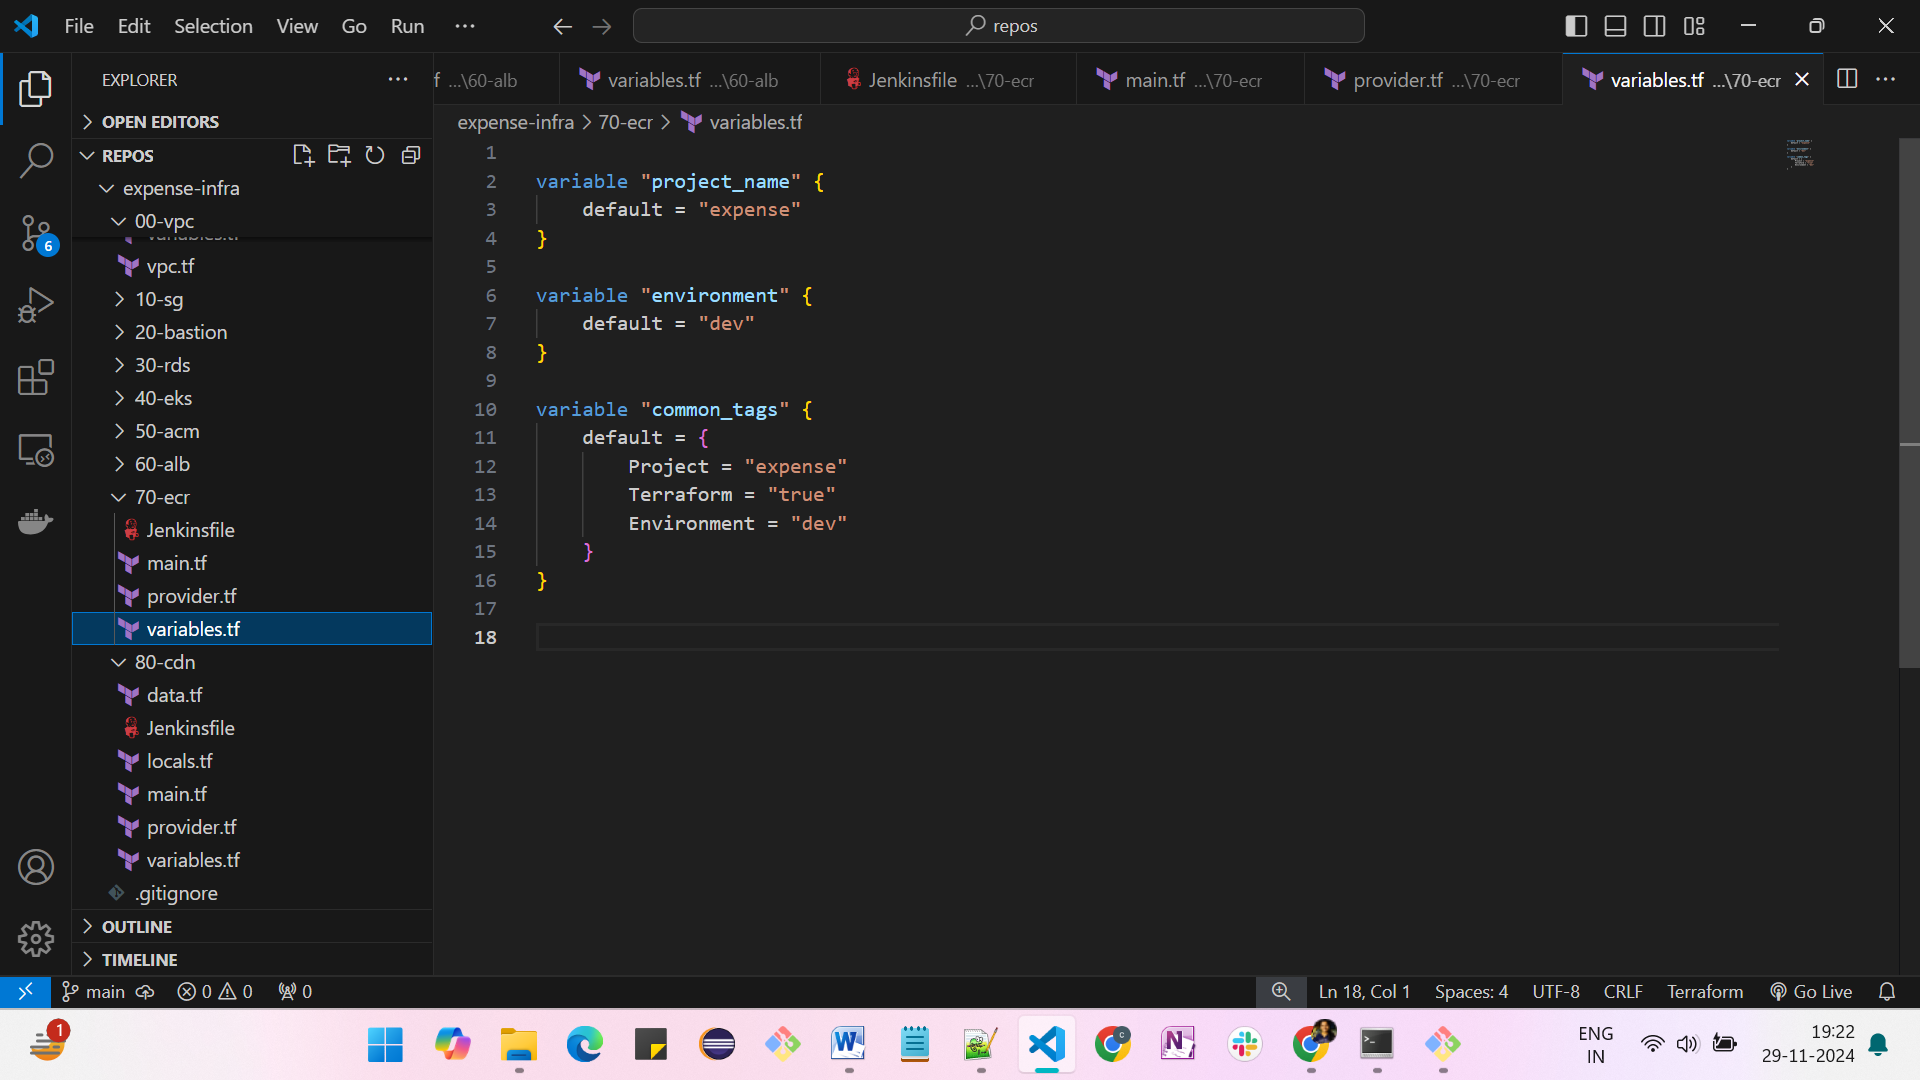 File Edit Selection View Go Run ···
repos
EXPLORER ···
f ...\60-alb variables.tf ...\60-alb Jenkinsfile ...\70-ecr main.tf ...\70-ecr provider.tf ...\70-ecr variables.tf ...\70-ecr ···
OPEN EDITORS
REPOS
expense-infra
00-vpc
variables.tf
vpc.tf
10-sg
20-bastion
30-rds
40-eks
50-acm
60-alb
70-ecr
Jenkinsfile
main.tf
provider.tf
variables.tf
80-cdn
data.tf
Jenkinsfile
locals.tf
main.tf
provider.tf
variables.tf
.gitignore
OUTLINE
TIMELINE
6
expense-infra > 70-ecr > variables.tf
1
2 variable "project_name" {
3 default = "expense"
4 }
5
6 variable "environment" {
7 default = "dev"
8 }
9
10 variable "common_tags" {
11 default = {
12 Project = "expense"
13 Terraform = "true"
14 Environment = "dev"
15 }
16 }
17
18
main 0 0 0 Ln 18, Col 1 Spaces: 4 UTF-8 CRLF Terraform Go Live
1
ENG
IN
19:22
29-11-2024